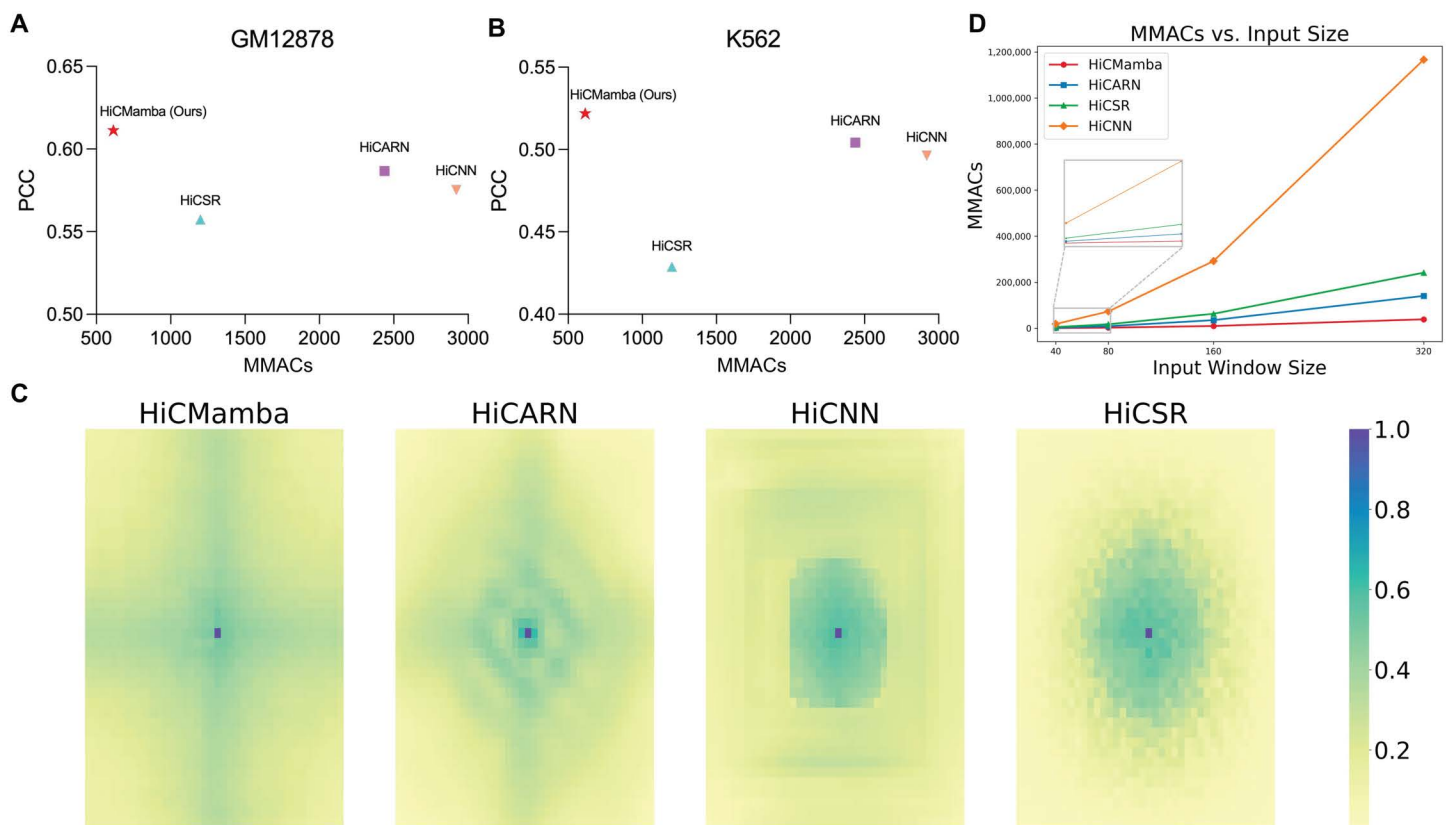 A
GM12878
0.65
0.60
0.55
0.50
PCC
HiCMamba (Ours)
HiCARN
HiCNN
HiCSR
500
1000
1500
2000
2500
3000
MMACs
B
K562
0.55
0.50
0.45
0.40
PCC
HiCMamba (Ours)
HiCARN
HiCNN
HiCSR
500
1000
1500
2000
2500
3000
MMACs
D
MMACs vs. Input Size
1,200,000
1,000,000
800,000
600,000
400,000
200,000
0
MMACs
HiCMamba
HiCARN
HiCSR
HiCNN
40
80
160
320
Input Window Size
C
HiCMamba
HiCARN
HiCNN
HiCSR
1.0
0.8
0.6
0.4
0.2